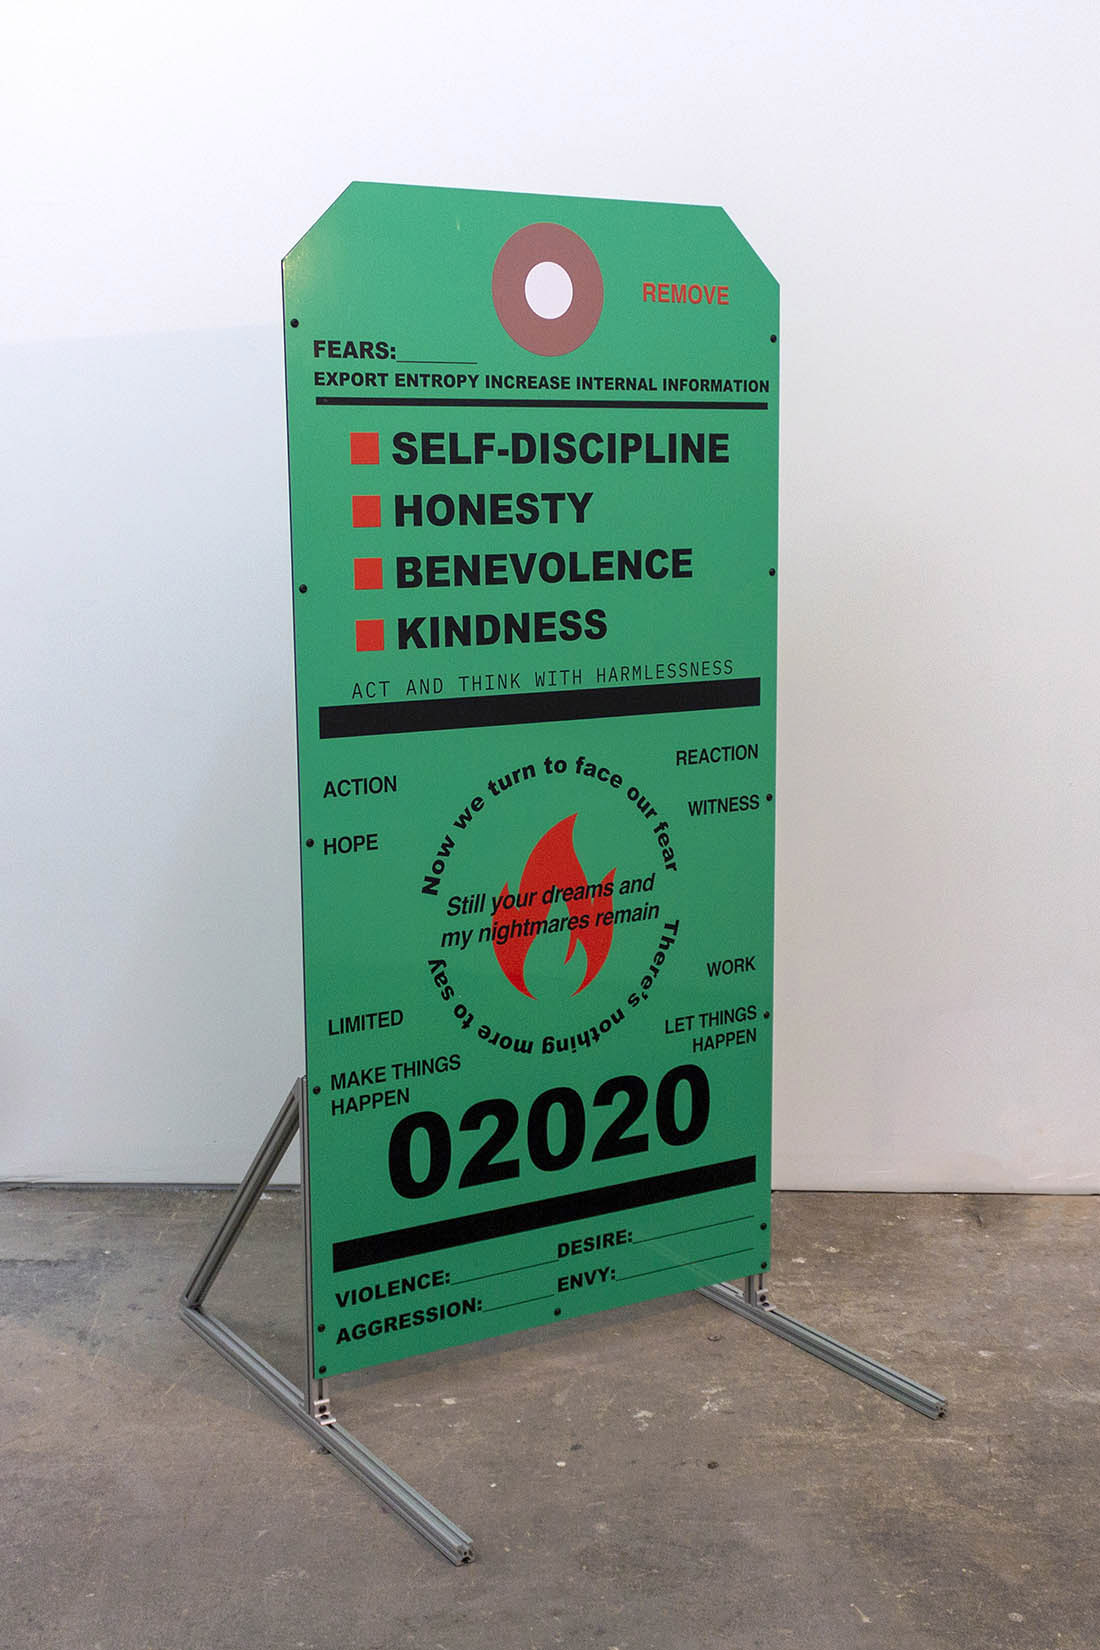 REMOVE
FEARS:
EXPORT ENTROPY INCREASE INTERNAL INFORMATION
SELF-DISCIPLINE
HONESTY
BENEVOLENCE
KINDNESS
ACT AND THINK WITH HARMLESSNESS
ACTION
REACTION
HOPE
WITNESS
Now we turn to face our fear
Still your dreams and
my nightmares remain
There's nothing more to say
LIMITED
WORK
MAKE THINGS
HAPPEN
LET THINGS
HAPPEN
02020
VIOLENCE:
DESIRE:
AGGRESSION:
ENVY: